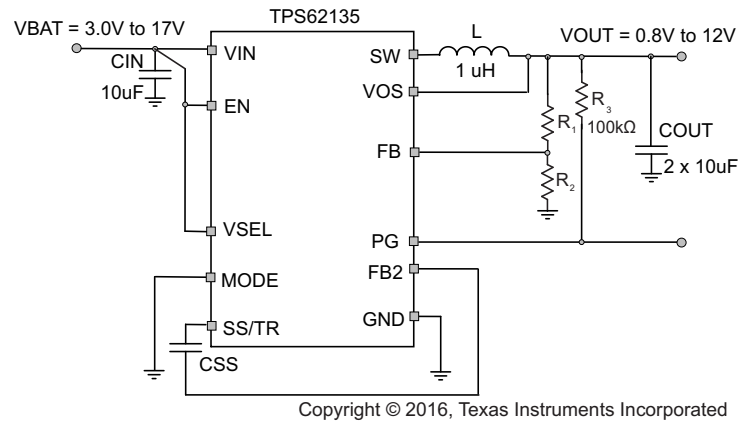 TPS62135
VBAT = 3.0V to 17V
VIN
CIN
10uF
EN
VSEL
MODE
SS/TR
CSS
SW
L
1 uH
VOUT = 0.8V to 12V
VOS
R1
R3
100kΩ
COUT
2 x 10uF
FB
R2
PG
FB2
GND
Copyright © 2016, Texas Instruments Incorporated